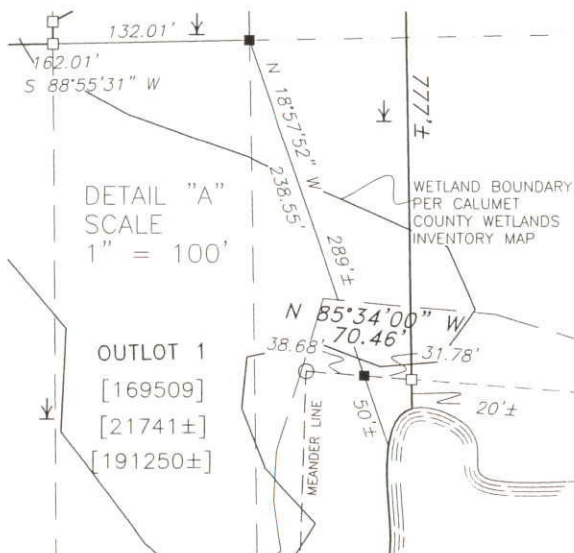 132.01'
162.01'
S 88°55'31" W
N 18°57'52" W
238.55'
289'±
777'±
DETAIL "A"
SCALE
1" = 100'
WETLAND BOUNDARY
PER CALUMET
COUNTY WETLANDS
INVENTORY MAP
N 85°34'00" W
70.46'
38.68'
31.78'
OUTLOT 1
[169509]
[21741±]
[191250±]
MEANDER LINE
50'±
20'±